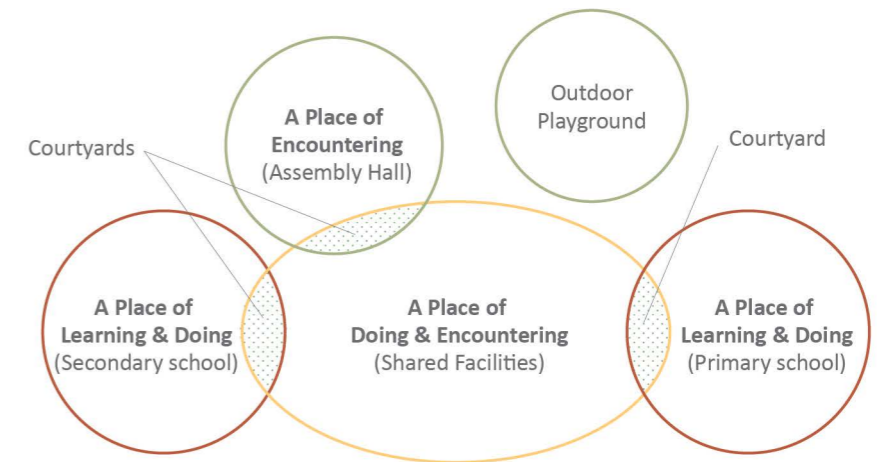 Outdoor
Playground
A Place of
Encountering
(Assembly Hall)
Courtyards
Courtyard
A Place of
Learning & Doing
(Secondary school)
A Place of
Doing & Encountering
(Shared Facilities)
A Place of
Learning & Doing
(Primary school)